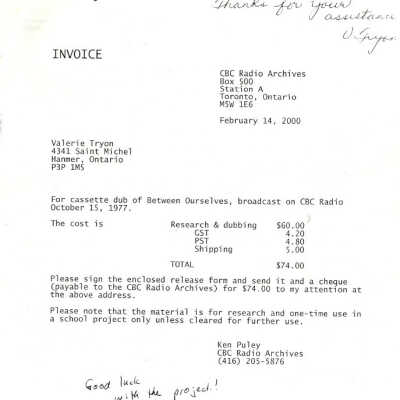 Thanks for your
assistance
V. Tryon
INVOICE
CBC Radio Archives
Box 500
Station A
Toronto, Ontario
M5W 1E6
February 14, 2000
Valerie Tryon
4341 Saint Michel
Hanmer, Ontario
P3P 1M5
For cassette dub of Between Ourselves, broadcast on CBC Radio
October 15, 1977.
The cost is Research & dubbing $60.00
GST 4.20
PST 4.80
Shipping 5.00
TOTAL $74.00
Please sign the enclosed release form and send it and a cheque
(payable to the CBC Radio Archives) for $74.00 to my attention at
the above address.
Please note that the material is for research and one-time use in
a school project only unless cleared for further use.
Ken Puley
CBC Radio Archives
(416) 205-5876
Good luck
with the project!